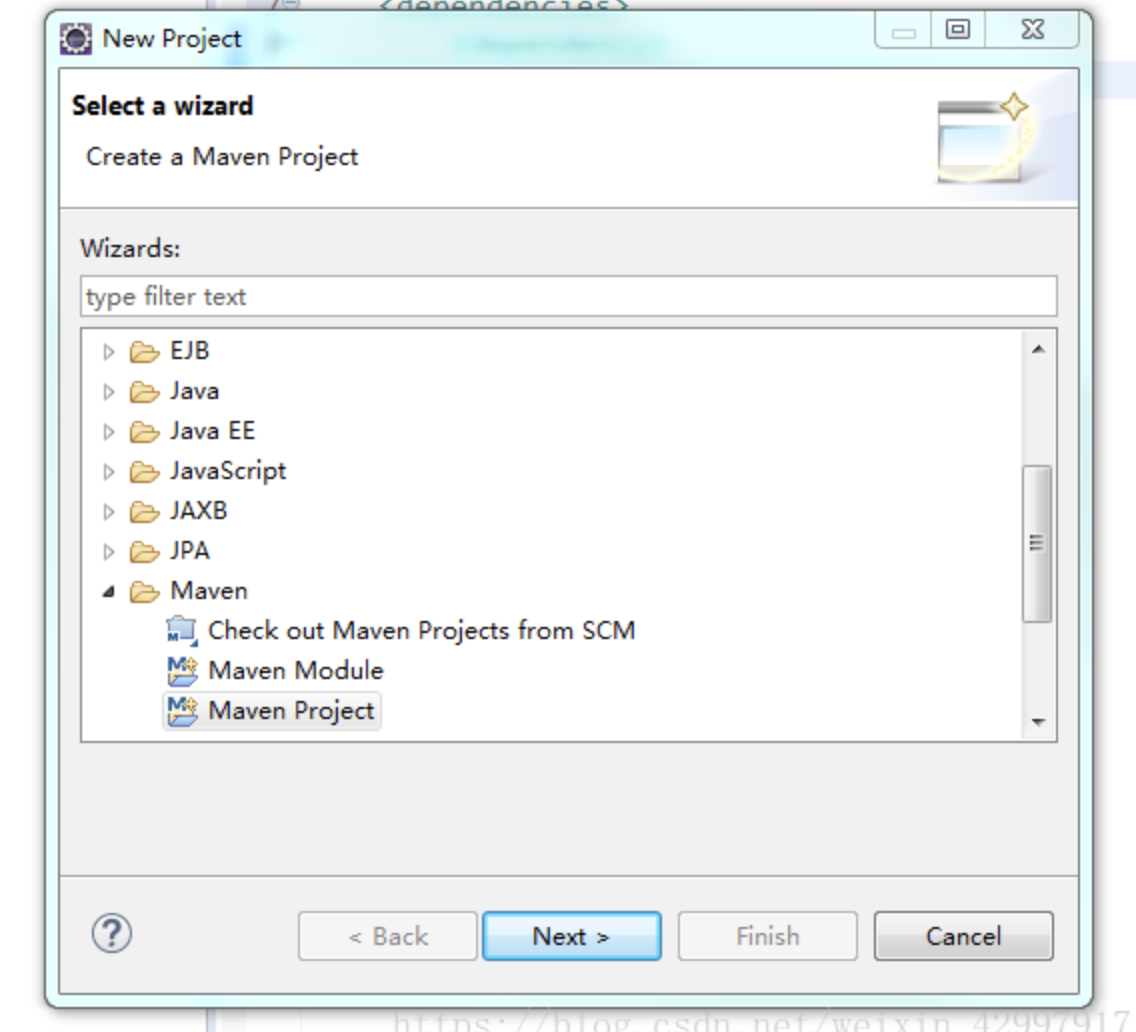 <dependencies>
New Project
Select a wizard
Create a Maven Project
Wizards:
type filter text
EJB
Java
Java EE
JavaScript
JAXB
JPA
Maven
Check out Maven Projects from SCM
Maven Module
Maven Project
< Back
Next >
Finish
Cancel
https://blog.csdn.net/weixin_42997917